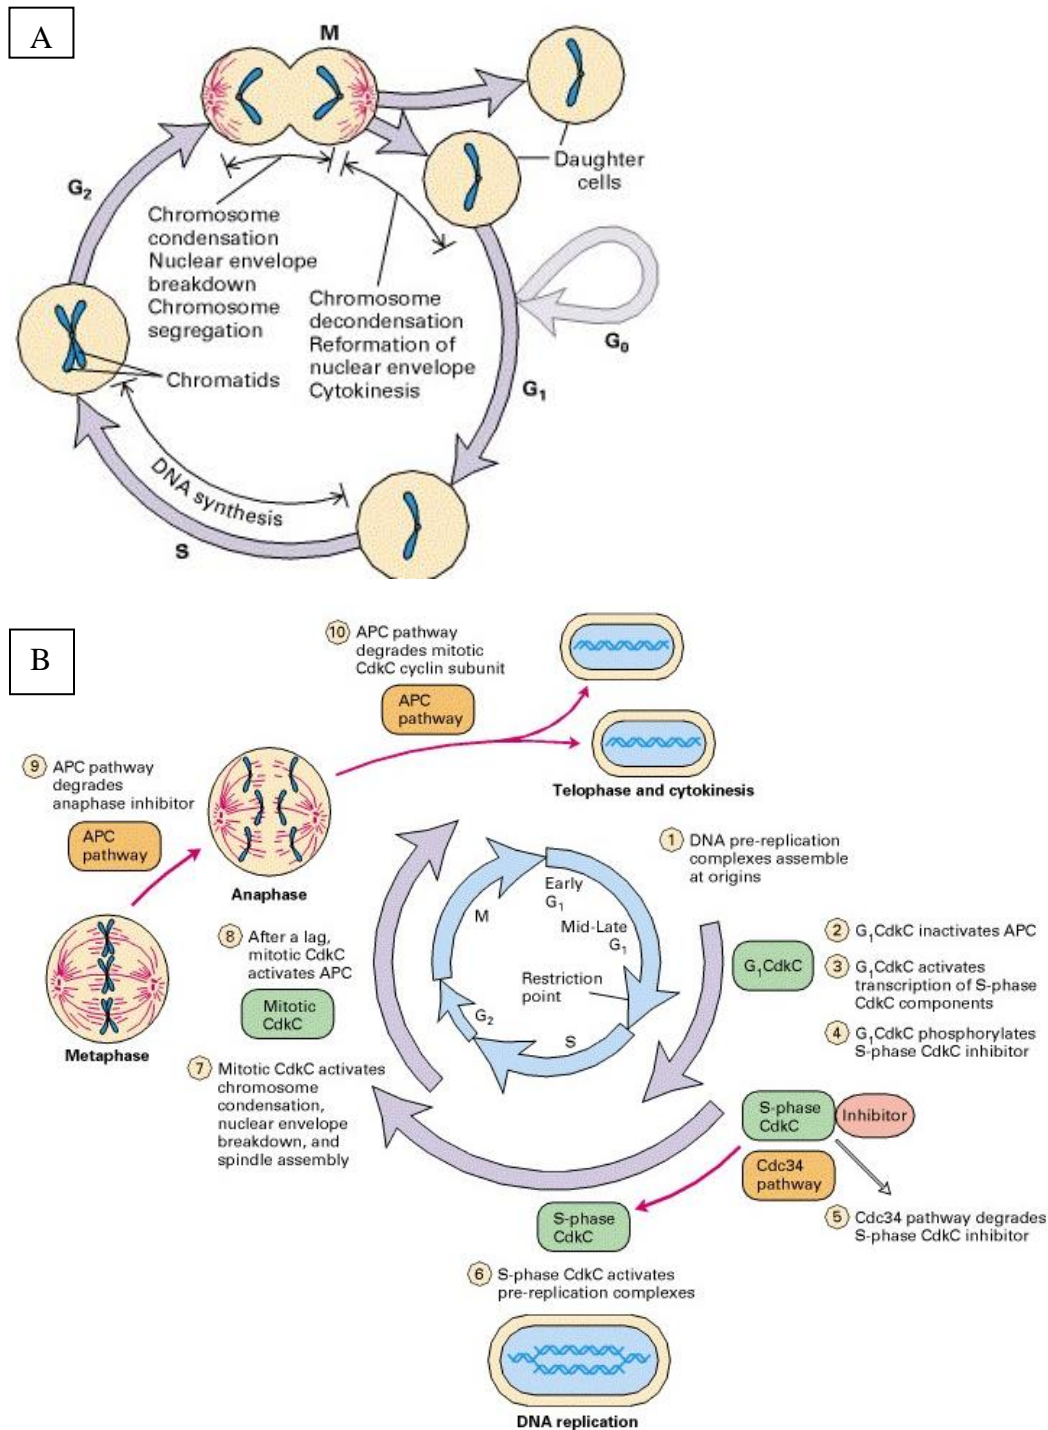 A
M
Daughter
cells
G₂
Chromosome
condensation
Nuclear envelope
breakdown
Chromosome
segregation
Chromosome
decondensation
Reformation of
nuclear envelope
Cytokinesis
G₀
Chromatids
G₁
DNA synthesis
S
B
10 APC pathway
degrades mitotic
CdkC cyclin subunit
APC
pathway
9 APC pathway
degrades
anaphase inhibitor
APC
pathway
Telophase and cytokinesis
Anaphase
1 DNA pre-replication
complexes assemble
at origins
Early
G₁
M
Mid-Late
G₁
Restriction
point
G₂
S
8 After a lag,
mitotic CdkC
activates APC
Mitotic
CdkC
Metaphase
G₁CdkC
2 G₁CdkC inactivates APC
3 G₁CdkC activates
transcription of S-phase
CdkC components
4 G₁CdkC phosphorylates
S-phase CdkC inhibitor
7 Mitotic CdkC activates
chromosome
condensation,
nuclear envelope
breakdown, and
spindle assembly
S-phase
CdkC
Inhibitor
Cdc34
pathway
5 Cdc34 pathway degrades
S-phase CdkC inhibitor
S-phase
CdkC
6 S-phase CdkC activates
pre-replication complexes
DNA replication